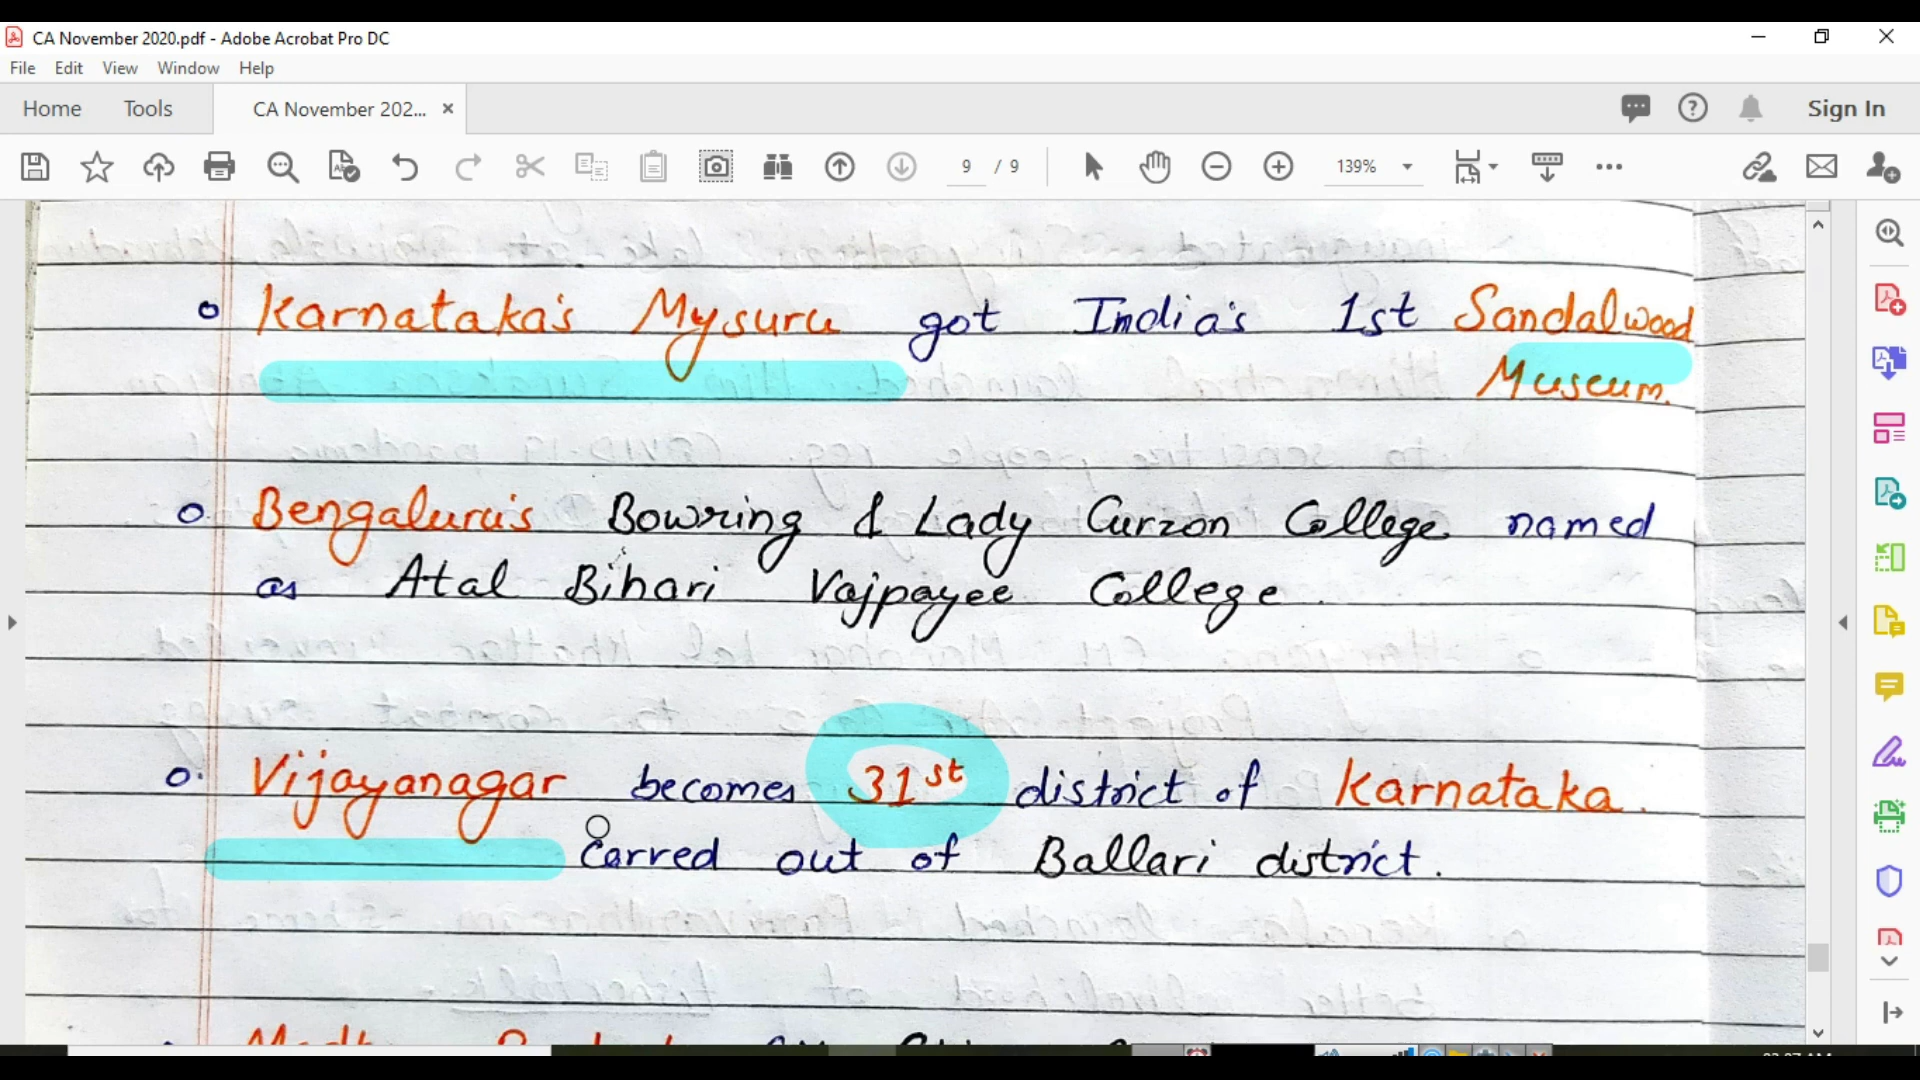 CA November 2020.pdf - Adobe Acrobat Pro DC
File Edit View Window Help
Home Tools CA November 202... × Sign In
9 / 9 139%
Karnataka's Mysuru got India's 1st Sandalwood
Museum.
Bengaluru's Bowring & Lady Curzon College named
as Atal Bihari Vajpayee College.
Vijayanagar becomes 31st district of Karnataka.
Carved out of Ballari district.